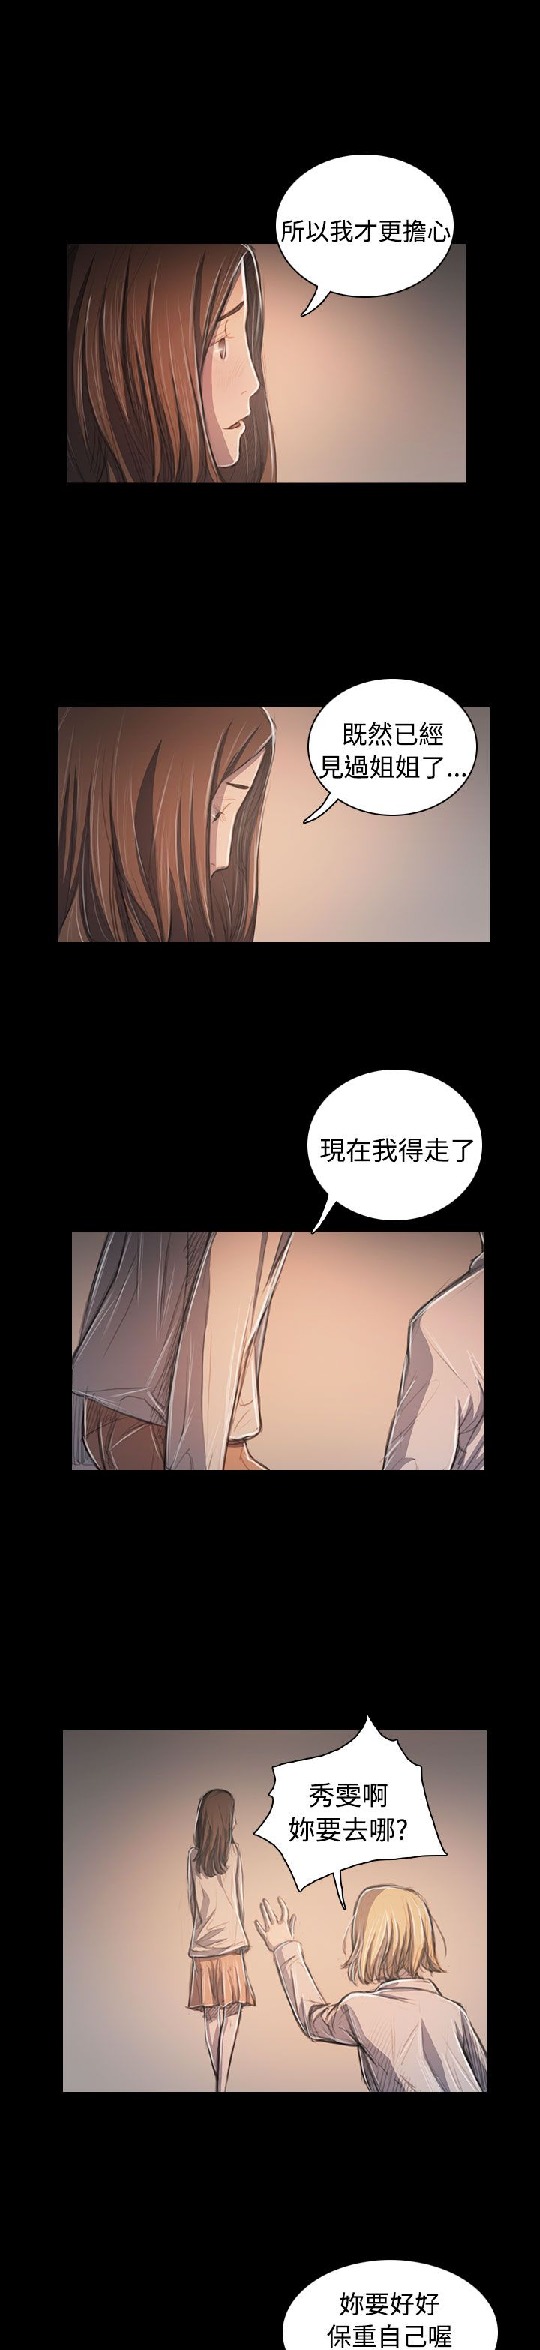 所以我才更擔心
既然已經
見過姐姐了...
現在我得走了
秀雯啊
妳要去哪?
妳要好好
保重自己喔